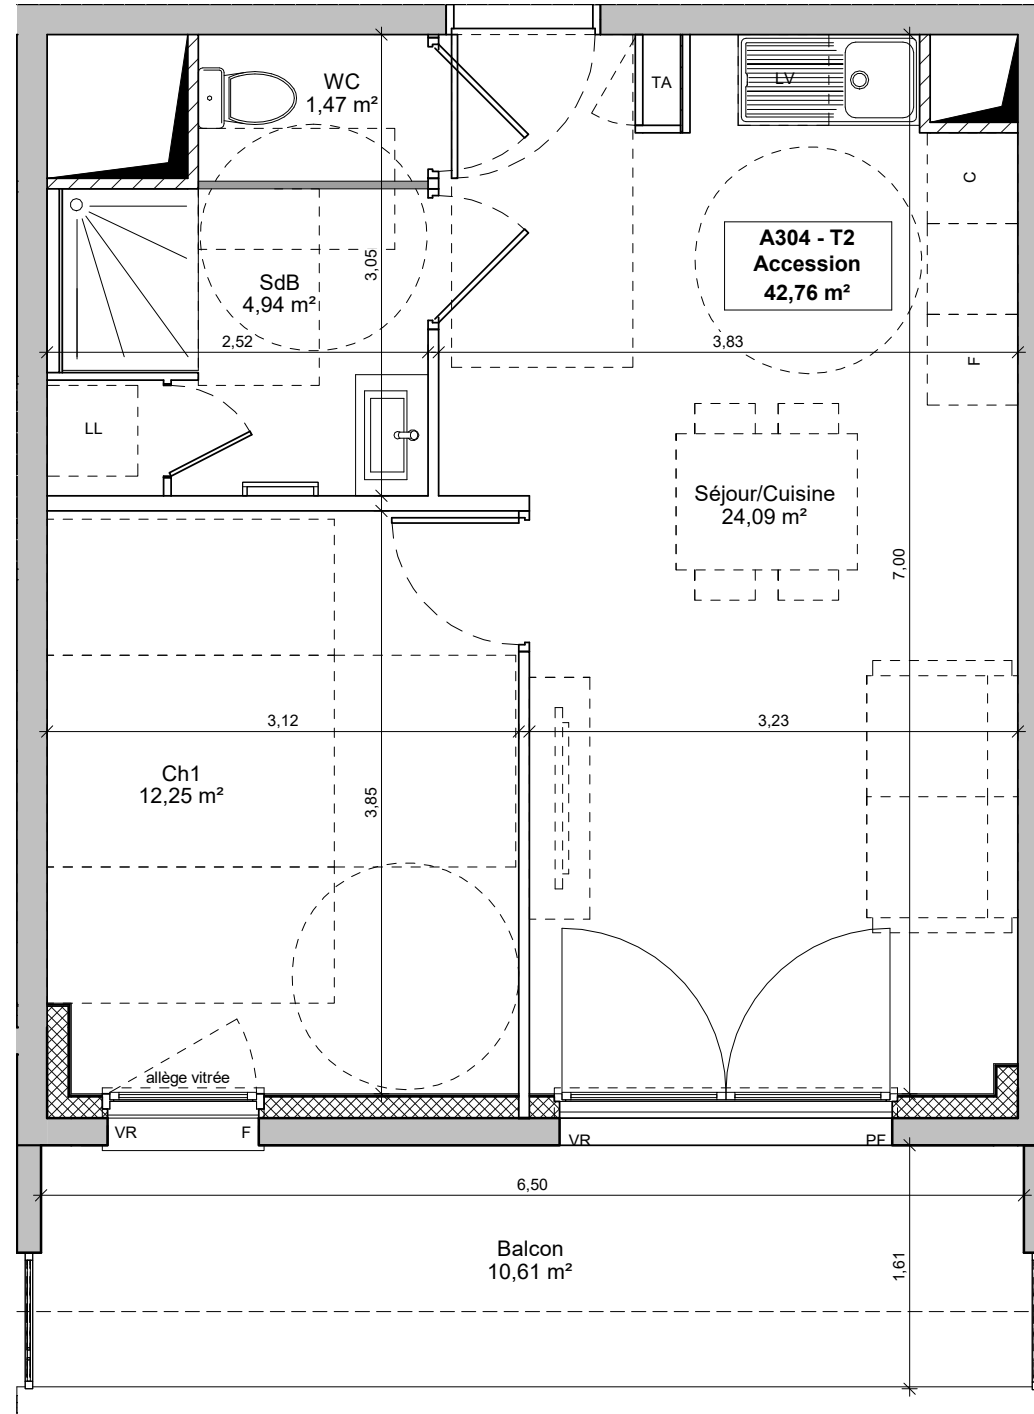 WC
1,47 m²
TA
LV
C
A304 - T2
Accession
42,76 m²
3,05
SdB
4,94 m²
2,52
3,83
F
LL
Séjour/Cuisine
24,09 m²
7,00
3,12
3,23
Ch1
12,25 m²
3,85
allège vitrée
VR
F
VR
PF
6,50
Balcon
10,61 m²
1,61